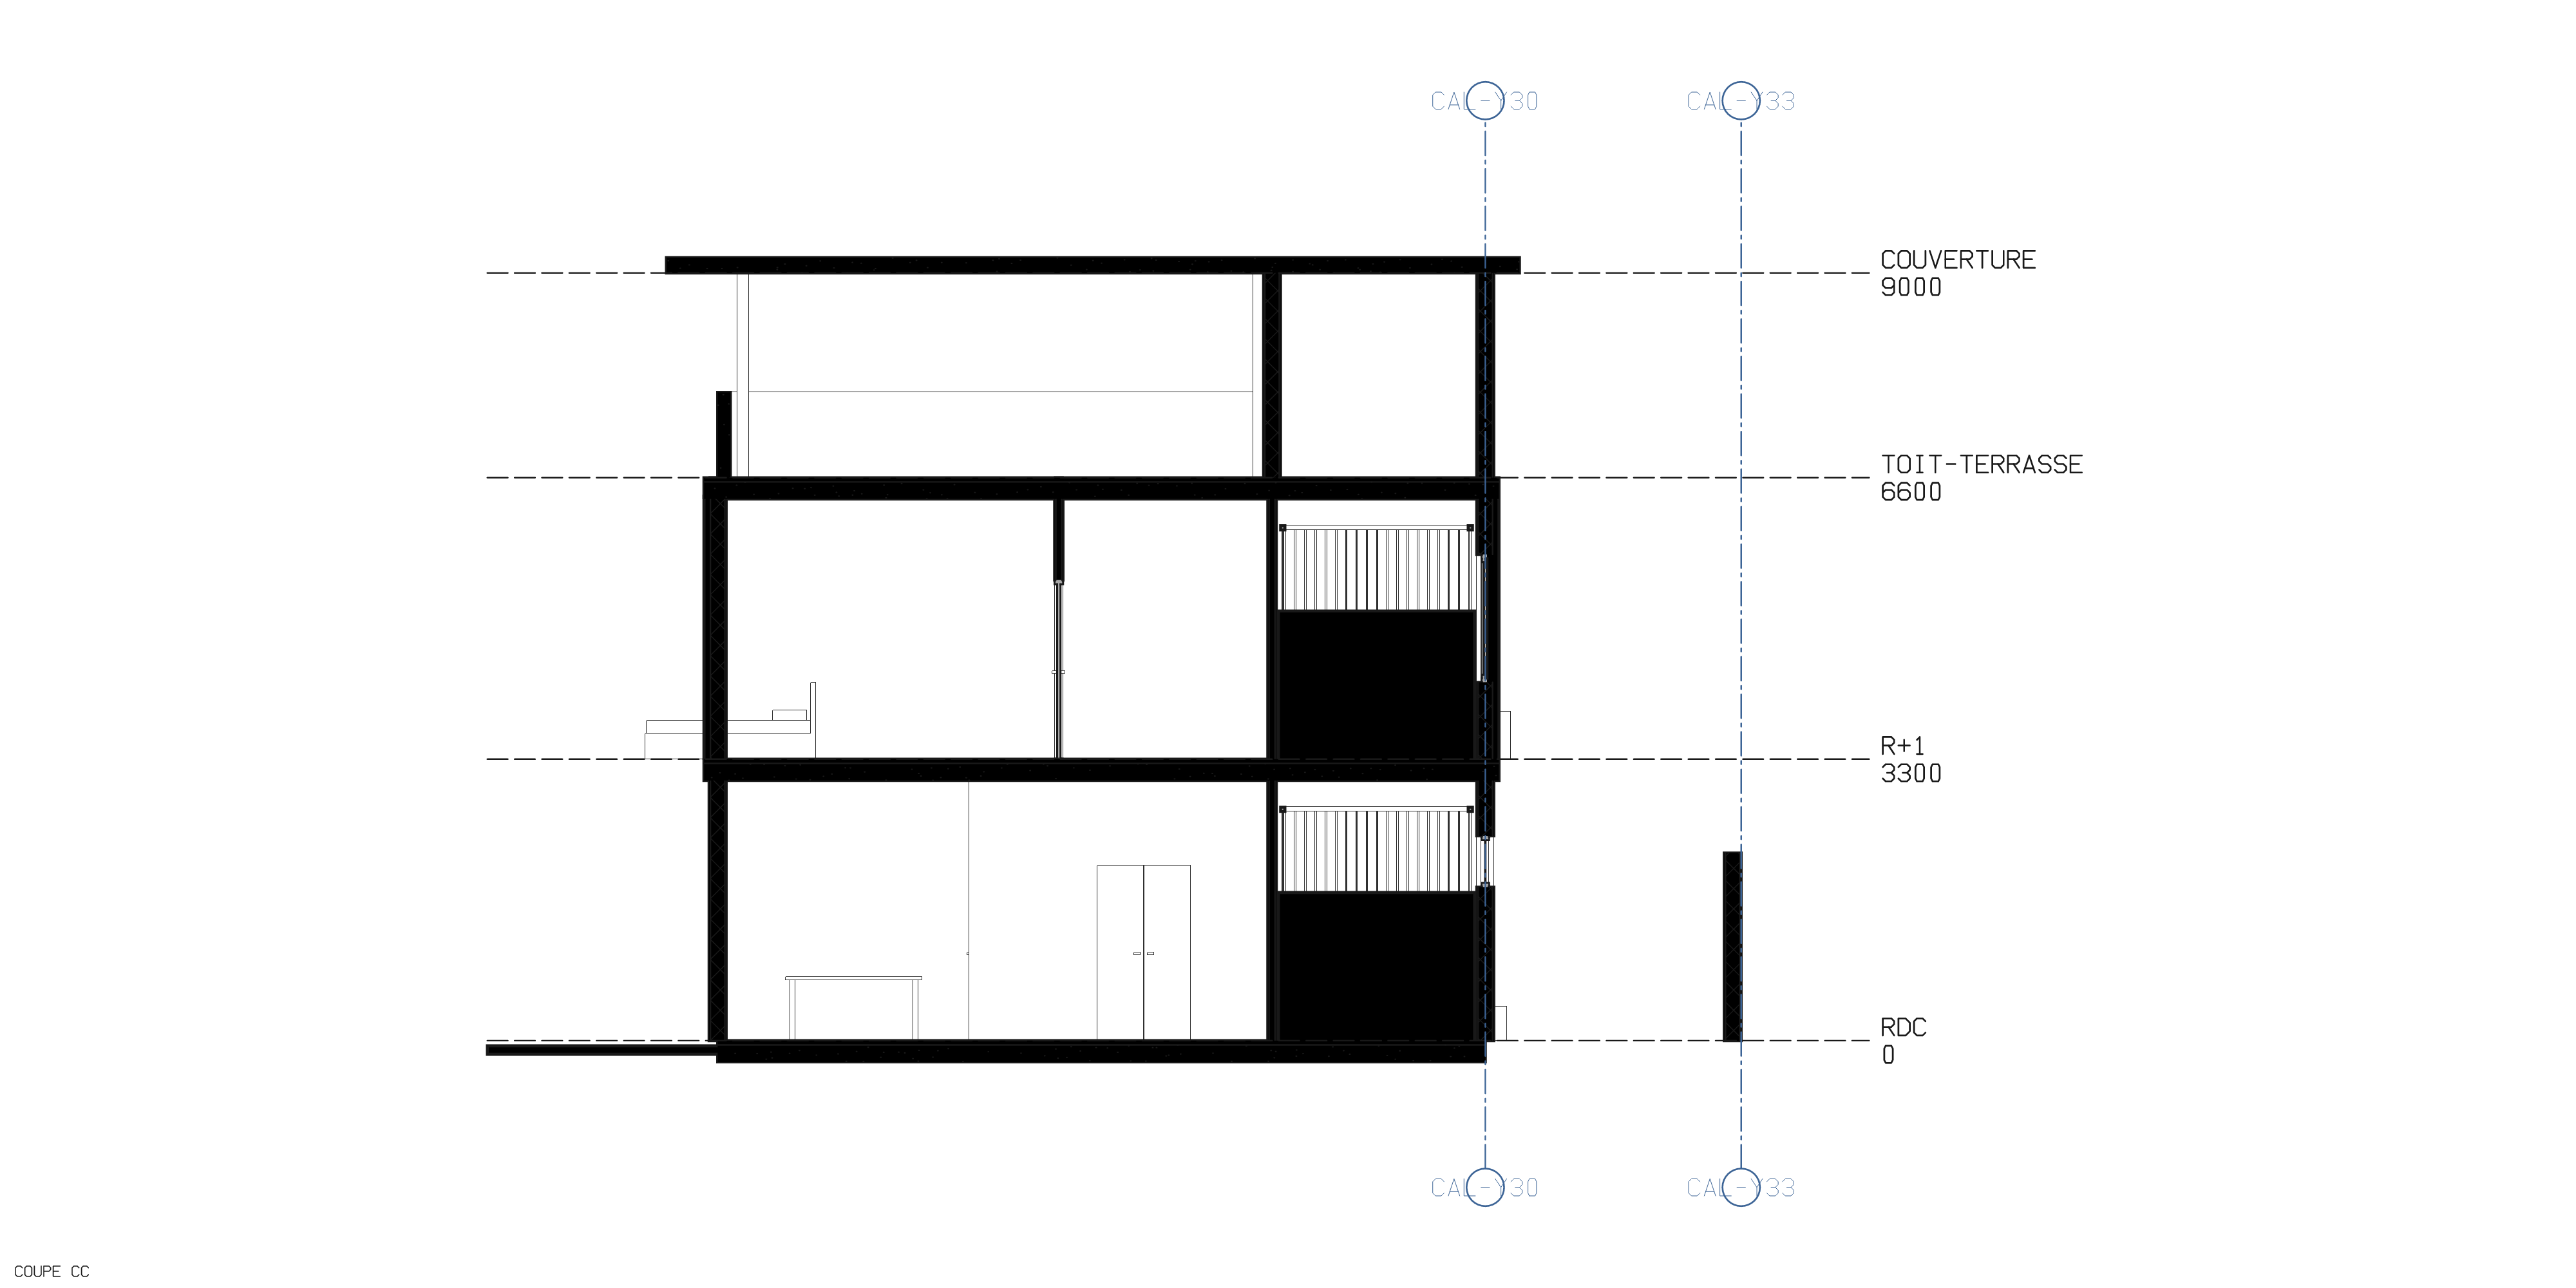 CAL-Y30 CAL-Y33
COUVERTURE
9000
TOIT-TERRASSE
6600
R+1
3300
RDC
0
CAL-Y30 CAL-Y33
COUPE CC